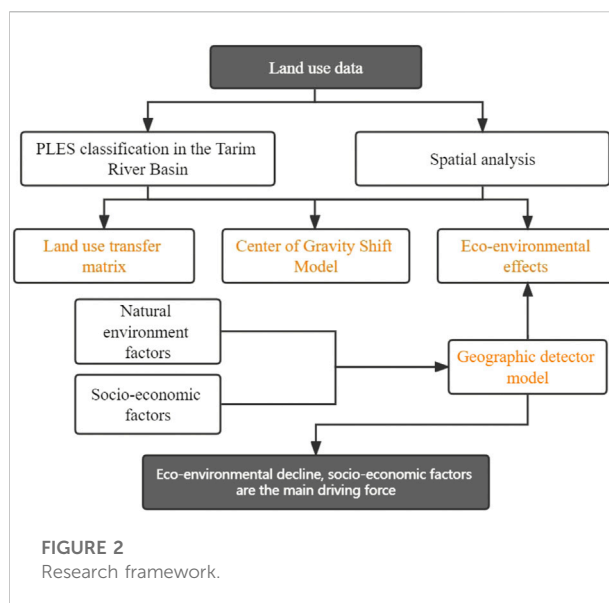 Land use data
PLES classification in the Tarim
River Basin
Spatial analysis
Land use transfer
matrix
Center of Gravity Shift
Model
Eco-environmental
effects
Natural
environment
factors
Geographic detector
model
Socio-economic
factors
Eco-environmental decline, socio-economic factors
are the main driving force
FIGURE 2
Research framework.